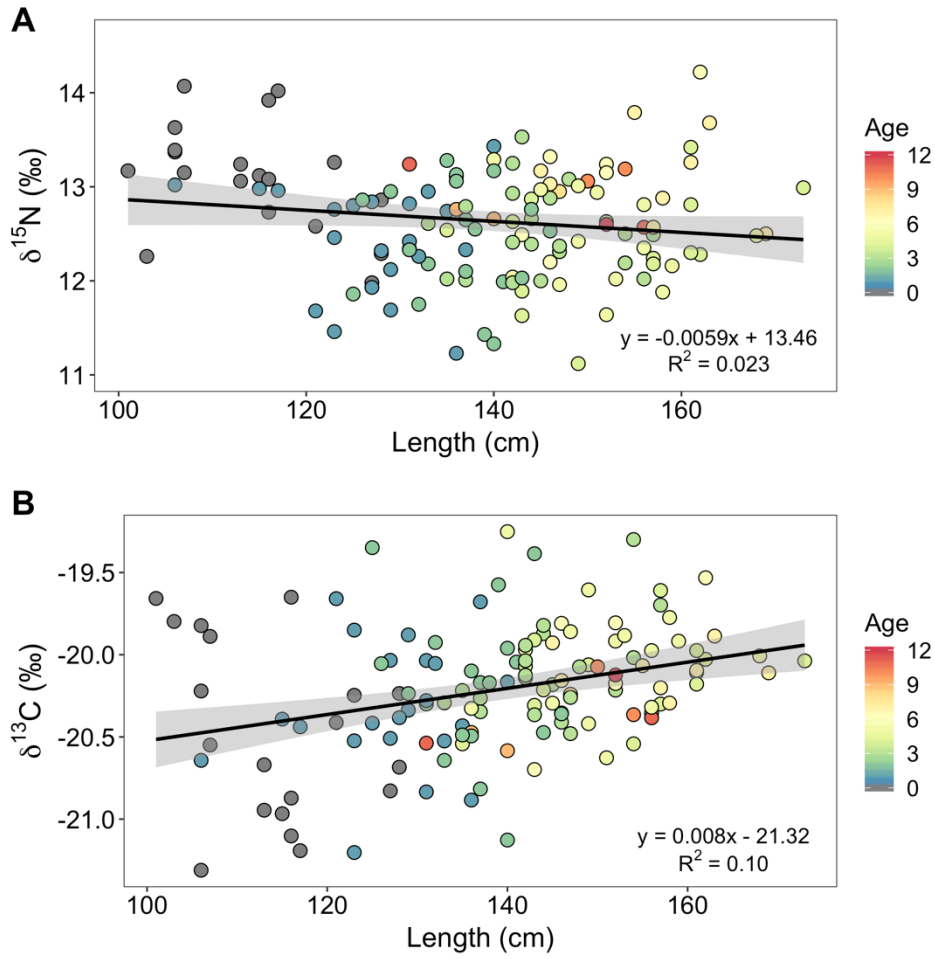 A
δ15N (‰)
14
13
12
11
100 120 140 160
Length (cm)
y = -0.0059x + 13.46
R2 = 0.023
Age
12
9
6
3
0
B
δ13C (‰)
-19.5
-20.0
-20.5
-21.0
100 120 140 160
Length (cm)
y = 0.008x - 21.32
R2 = 0.10
Age
12
9
6
3
0